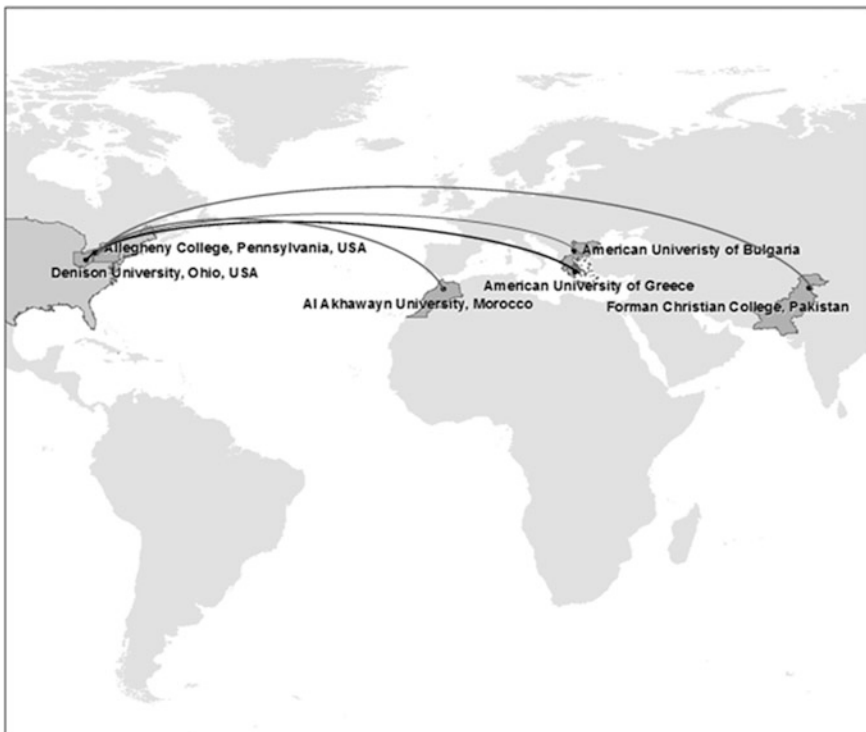 Allegheny College, Pennsylvania, USA
American Univeristy of Bulgaria
Denison University, Ohio, USA
American University of Greece
Al Akhawayn University, Morocco
Forman Christian College, Pakistan